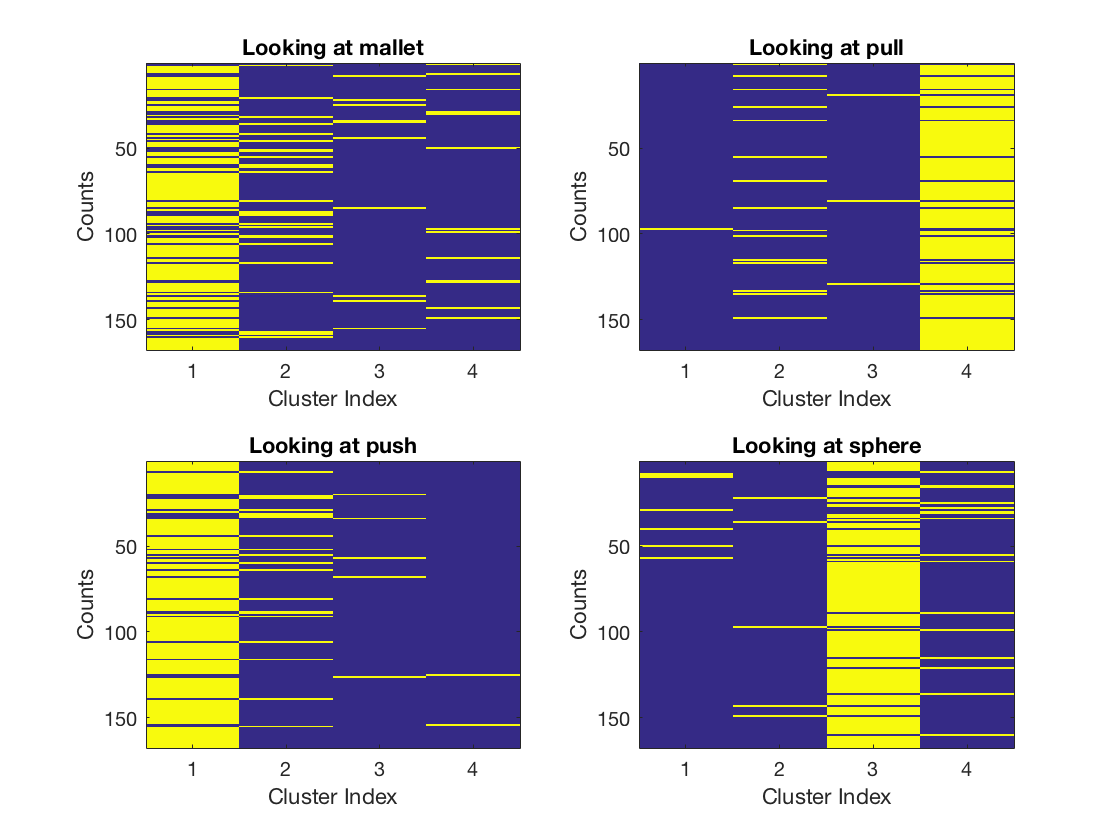 Looking at mallet
Counts
50
100
150
1 2 3 4
Cluster Index
Looking at pull
Counts
50
100
150
1 2 3 4
Cluster Index
Looking at push
Counts
50
100
150
1 2 3 4
Cluster Index
Looking at sphere
Counts
50
100
150
1 2 3 4
Cluster Index